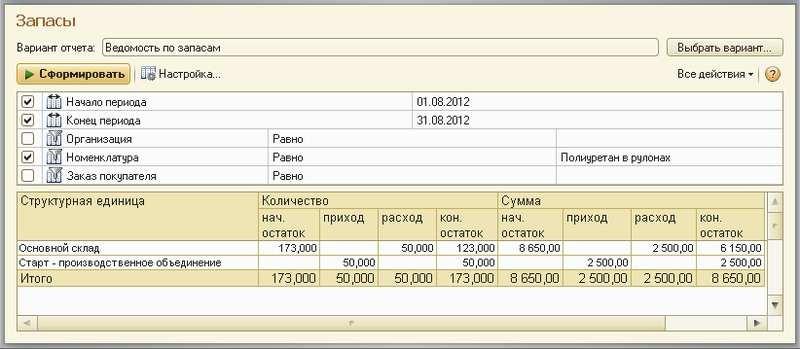 Запасы
Вариант отчета: Ведомость по запасам Выбрать вариант...
Сформировать Настройка... Все действия ?
Начало периода 01.08.2012
Конец периода 31.08.2012
Организация Равно
Номенклатура Равно Полиуретан в рулонах
Заказ покупателя Равно
Структурная единица Количество Сумма
нач. остаток приход расход кон. остаток нач. остаток приход расход кон. остаток
Основной склад 173,000 50,000 123,000 8 650,00 2 500,00 6 150,00
Старт - производственное объединение 50,000 50,000 2 500,00 2 500,00
Итого 173,000 50,000 50,000 173,000 8 650,00 2 500,00 2 500,00 8 650,00